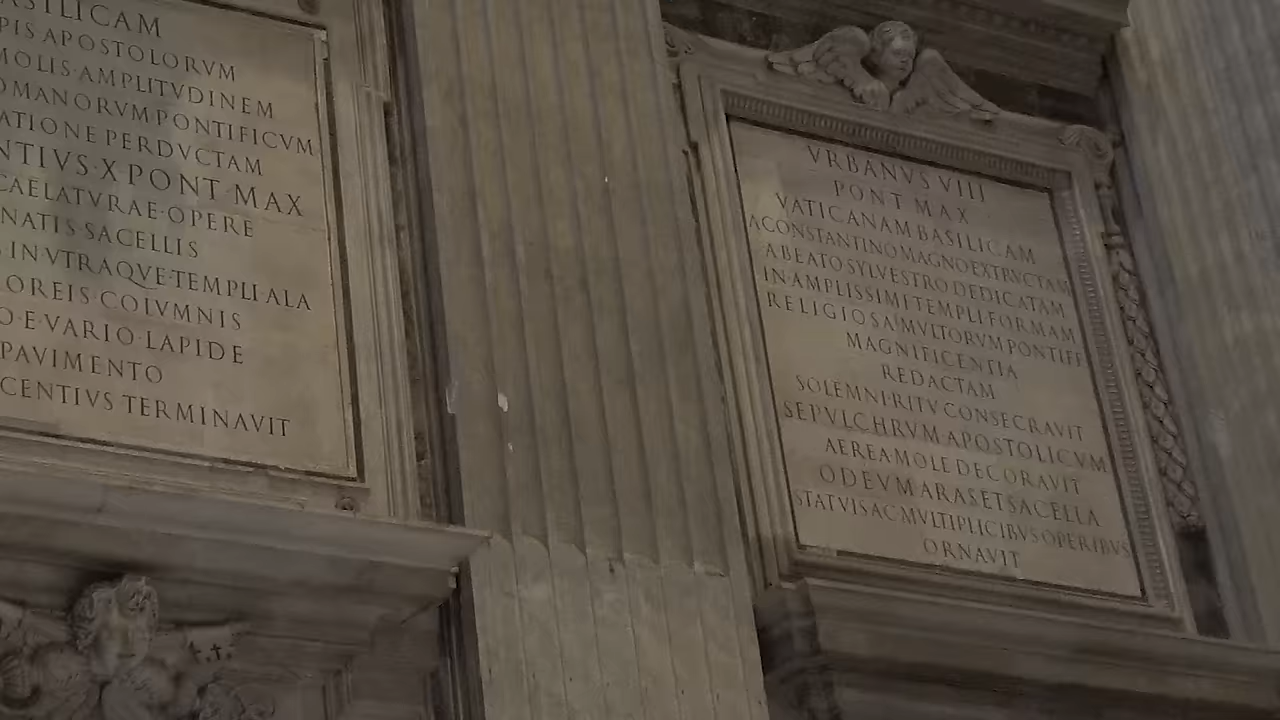 ASILICAM
PIS APOSTOLORVM
MOLIS·AMPLITVDINEM
OMANORVM PONTIFICVM
ATIONE PERDVCTAM
NTIVS·X PONT MAX
CAELATVRAE·OPERE
NATIS SACELLIS
IN VTRAQVE·TEMPLI·ALA
LOREIS·COLVMNIS
O·E·VARIO·LAPIDE
PAVIMENTO
CENTIVS TERMINAVIT
VRBANVS VIII
PONT MAX
VATICANAM BASILICAM
A CONSTANTINO MAGNO EXTRVCTAM
A BEATO SYLVESTRO DEDICATAM
IN AMPLISSIMI TEMPLI FORMAM
RELIGIOSA MVLTORVM PONTIFF
MAGNIFICENTIA
REDACTAM
SOLEMNI RITV CONSECRAVIT
SEPVLCHRVM APOSTOLICVM
AEREA MOLE DECORAVIT
ODEVM ARAS ET SACELLA
STATVIS AC MVLTIPLICIBVS OPERIBVS
ORNAVIT